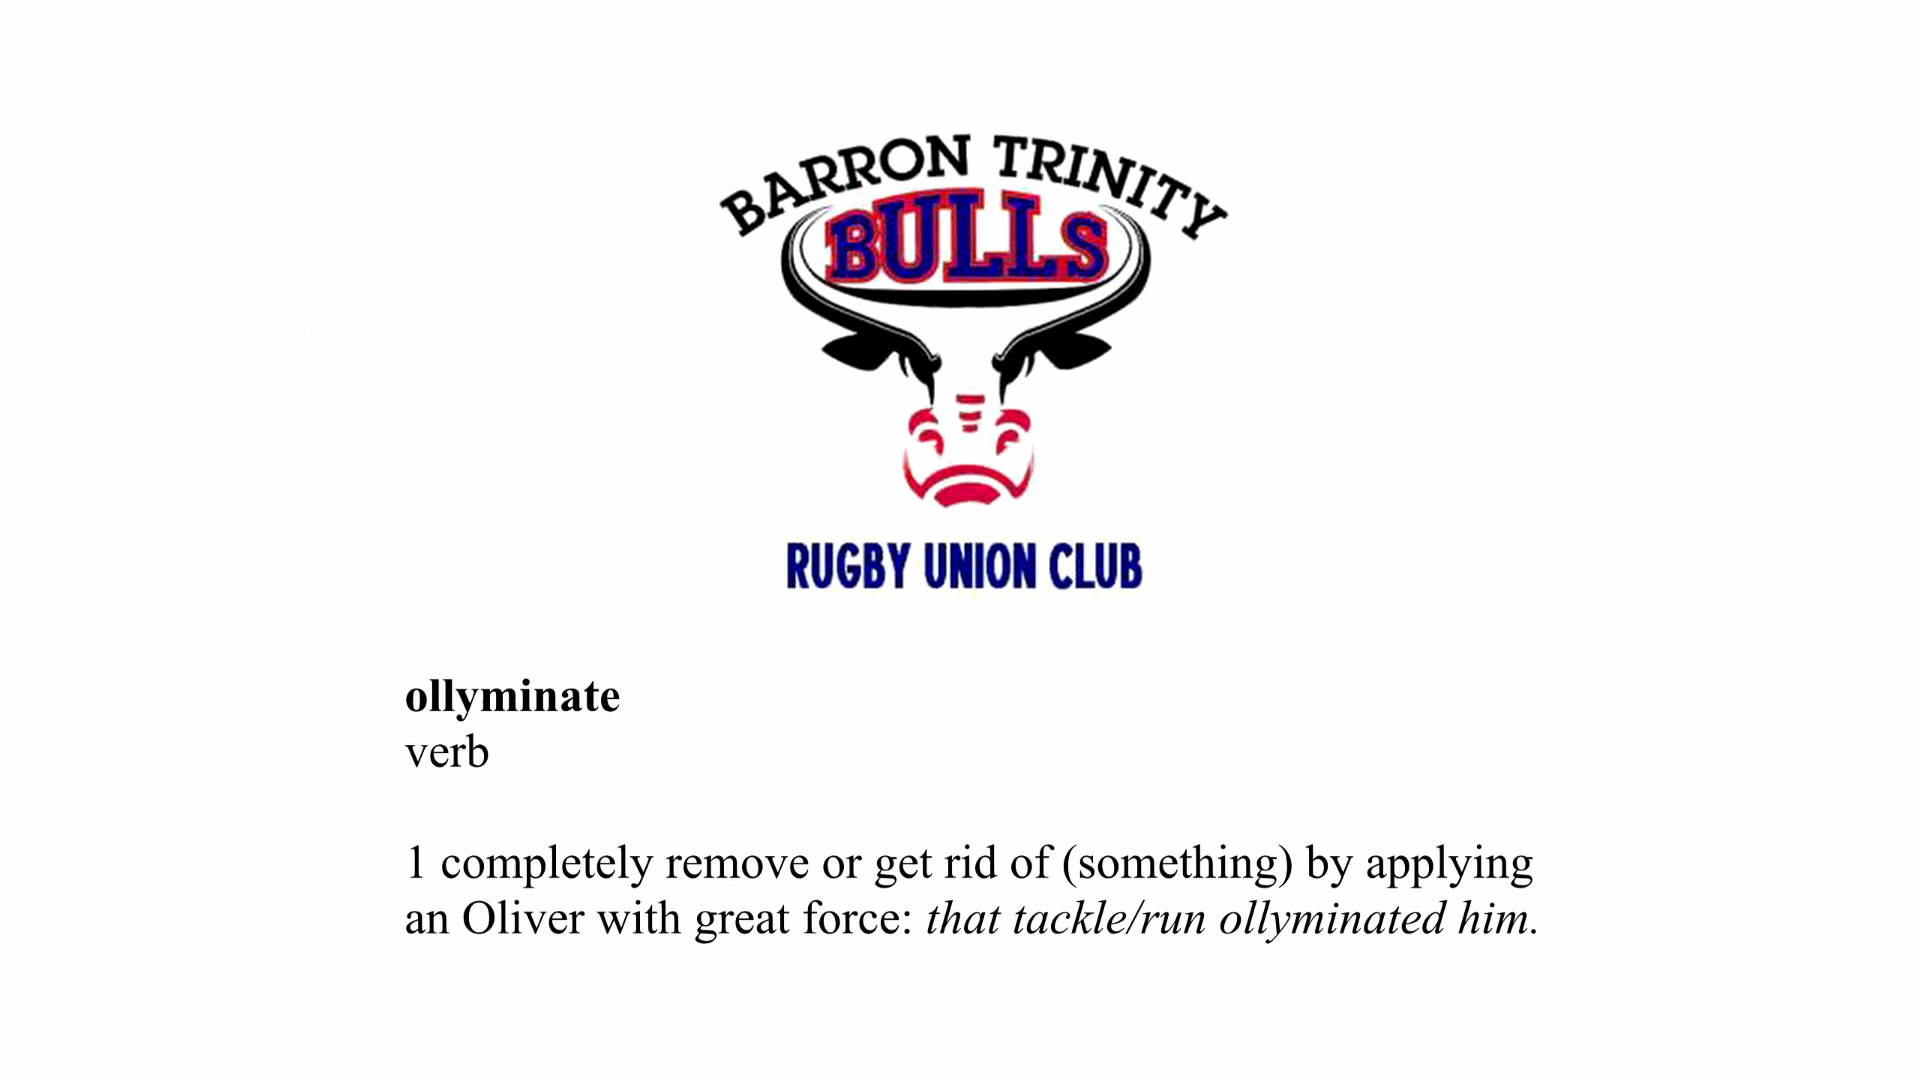 BARRON TRINITY
BULLS
RUGBY UNION CLUB
ollyminate
verb
1 completely remove or get rid of (something) by applying
an Oliver with great force: that tackle/run ollyminated him.